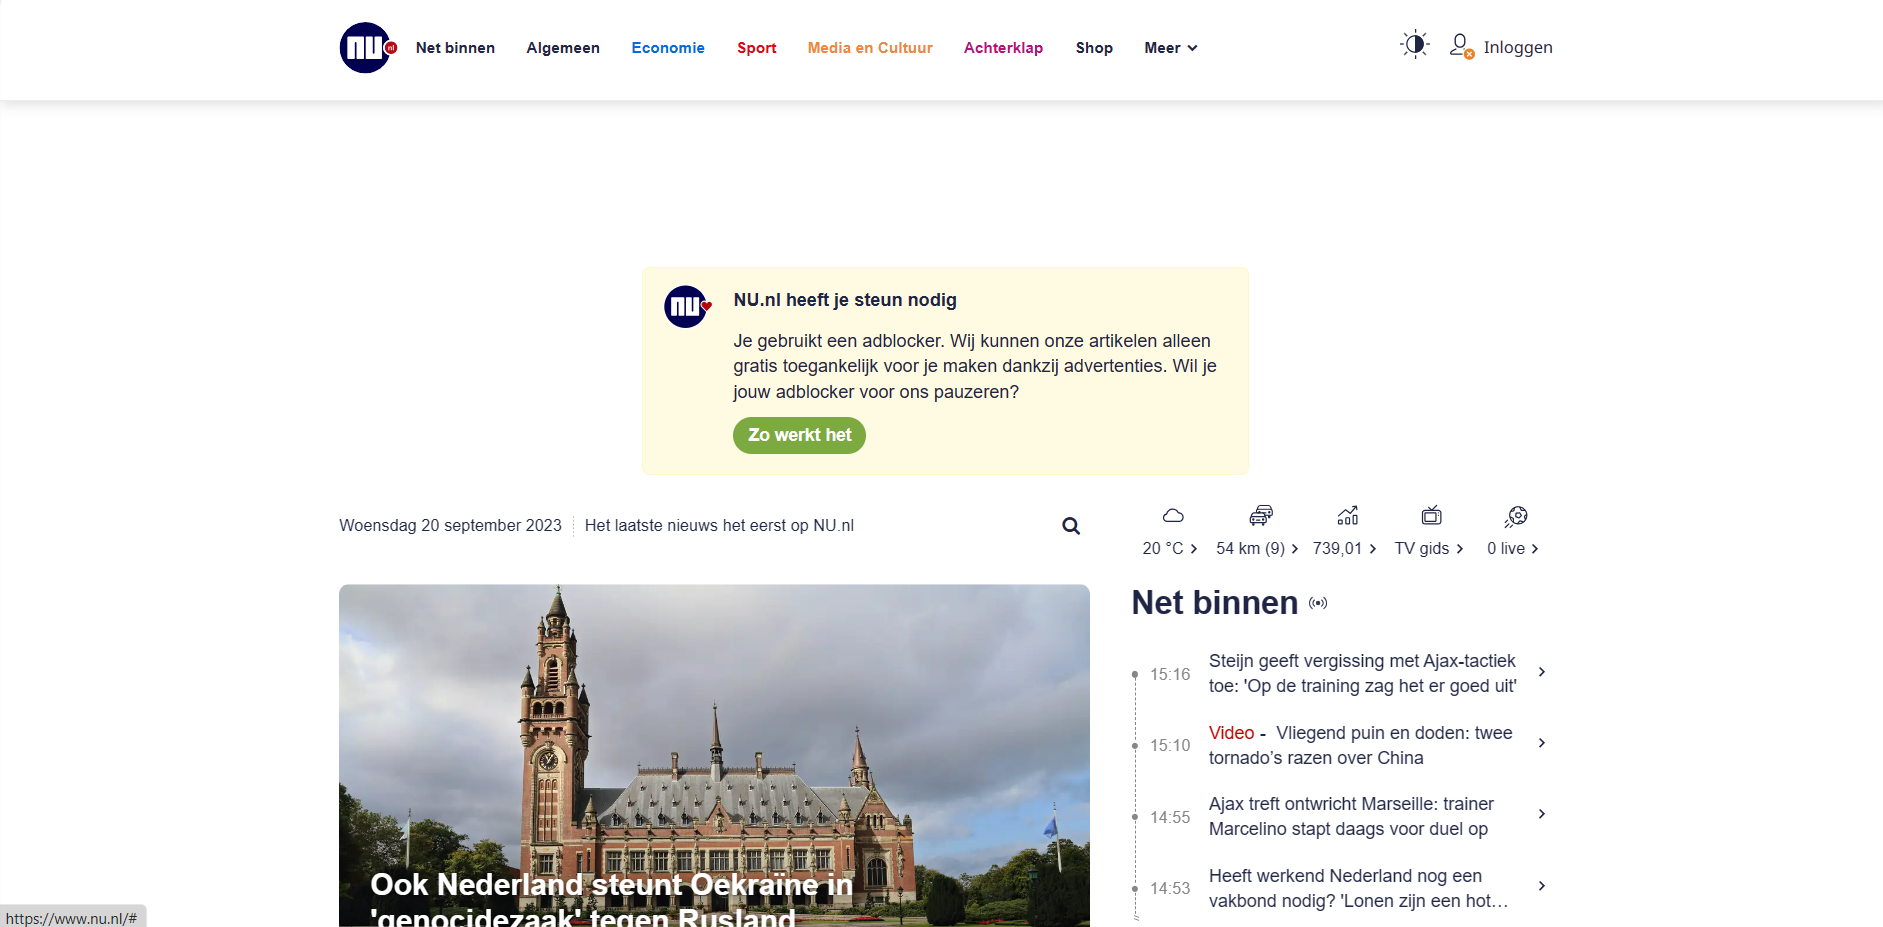 nu nl Net binnen Algemeen Economie Sport Media en Cultuur Achterklap Shop Meer Inloggen
nu NU.nl heeft je steun nodig
Je gebruikt een adblocker. Wij kunnen onze artikelen alleen
gratis toegankelijk voor je maken dankzij advertenties. Wil je
jouw adblocker voor ons pauzeren?
Zo werkt het
Woensdag 20 september 2023 Het laatste nieuws het eerst op NU.nl
20 °C 54 km (9) 739,01 TV gids 0 live
Ook Nederland steunt Oekraïne in
'genocidezaak' tegen Rusland
Net binnen
15:16 Steijn geeft vergissing met Ajax-tactiek
toe: 'Op de training zag het er goed uit'
15:10 Video - Vliegend puin en doden: twee
tornado’s razen over China
14:55 Ajax treft ontwricht Marseille: trainer
Marcelino stapt daags voor duel op
14:53 Heeft werkend Nederland nog een
vakbond nodig? 'Lonen zijn een hot…
https://www.nu.nl/#